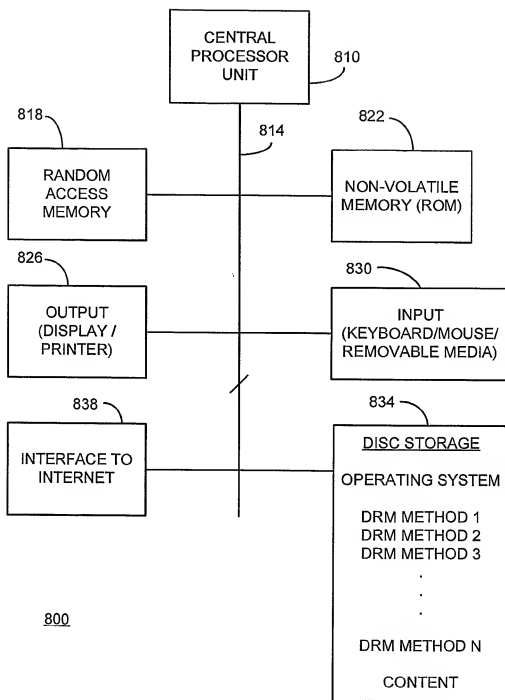 CENTRAL
PROCESSOR
UNIT
810
818
814
822
RANDOM
ACCESS
MEMORY
NON-VOLATILE
MEMORY (ROM)
826
830
OUTPUT
(DISPLAY /
PRINTER)
INPUT
(KEYBOARD/MOUSE/
REMOVABLE MEDIA)
838
834
INTERFACE TO
INTERNET
DISC STORAGE
OPERATING SYSTEM
DRM METHOD 1
DRM METHOD 2
DRM METHOD 3
.
.
.
DRM METHOD N
CONTENT
800